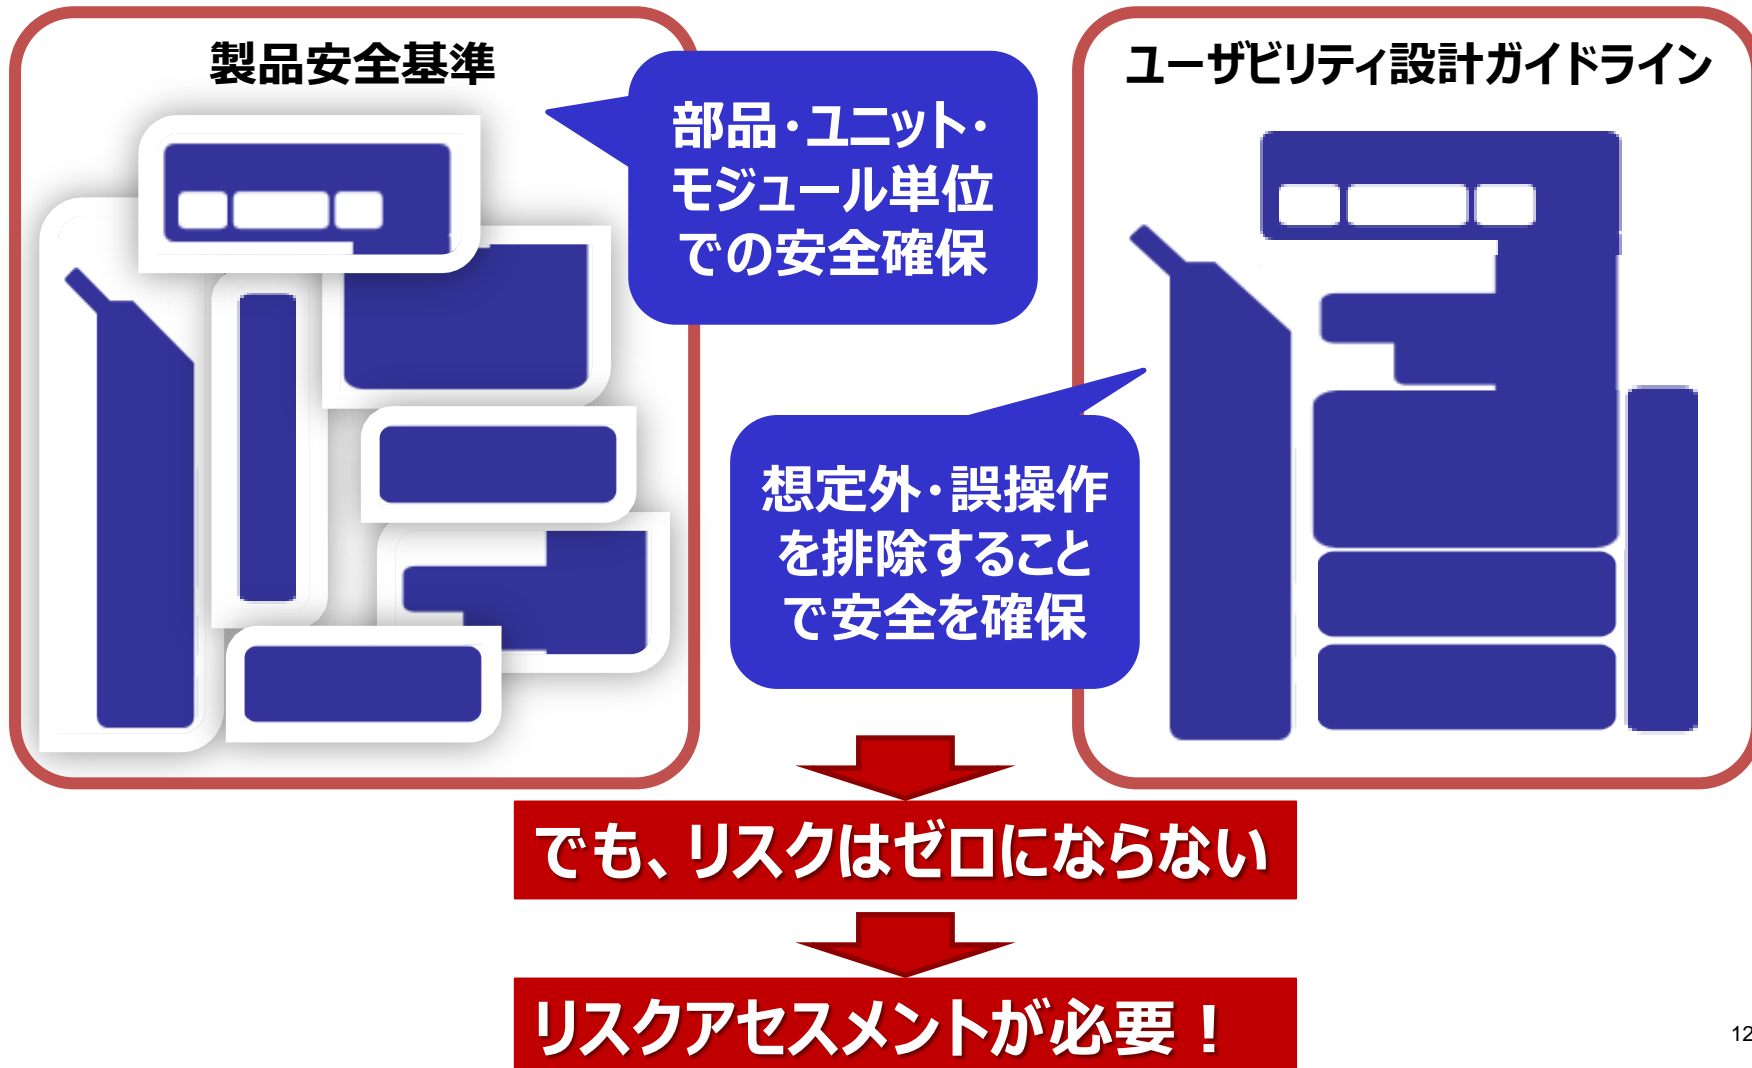 製品安全基準
部品・ユニット・
モジュール単位
での安全確保
ユーザビリティ設計ガイドライン
想定外・誤操作
を排除すること
で安全を確保
でも、リスクはゼロにならない
リスクアセスメントが必要！
12